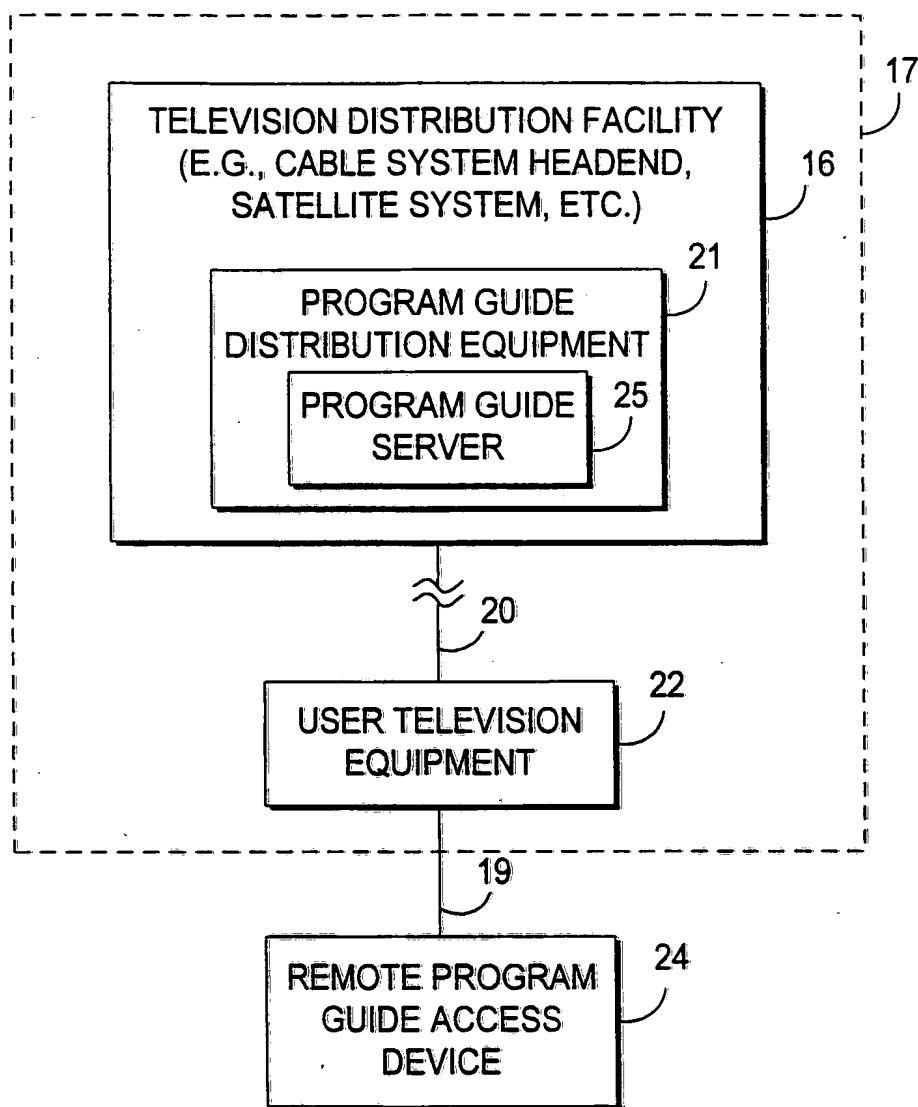 17
TELEVISION DISTRIBUTION FACILITY
(E.G., CABLE SYSTEM HEADEND,
SATELLITE SYSTEM, ETC.)
16
21
PROGRAM GUIDE
DISTRIBUTION EQUIPMENT
PROGRAM GUIDE
SERVER
25
20
22
USER TELEVISION
EQUIPMENT
19
24
REMOTE PROGRAM
GUIDE ACCESS
DEVICE